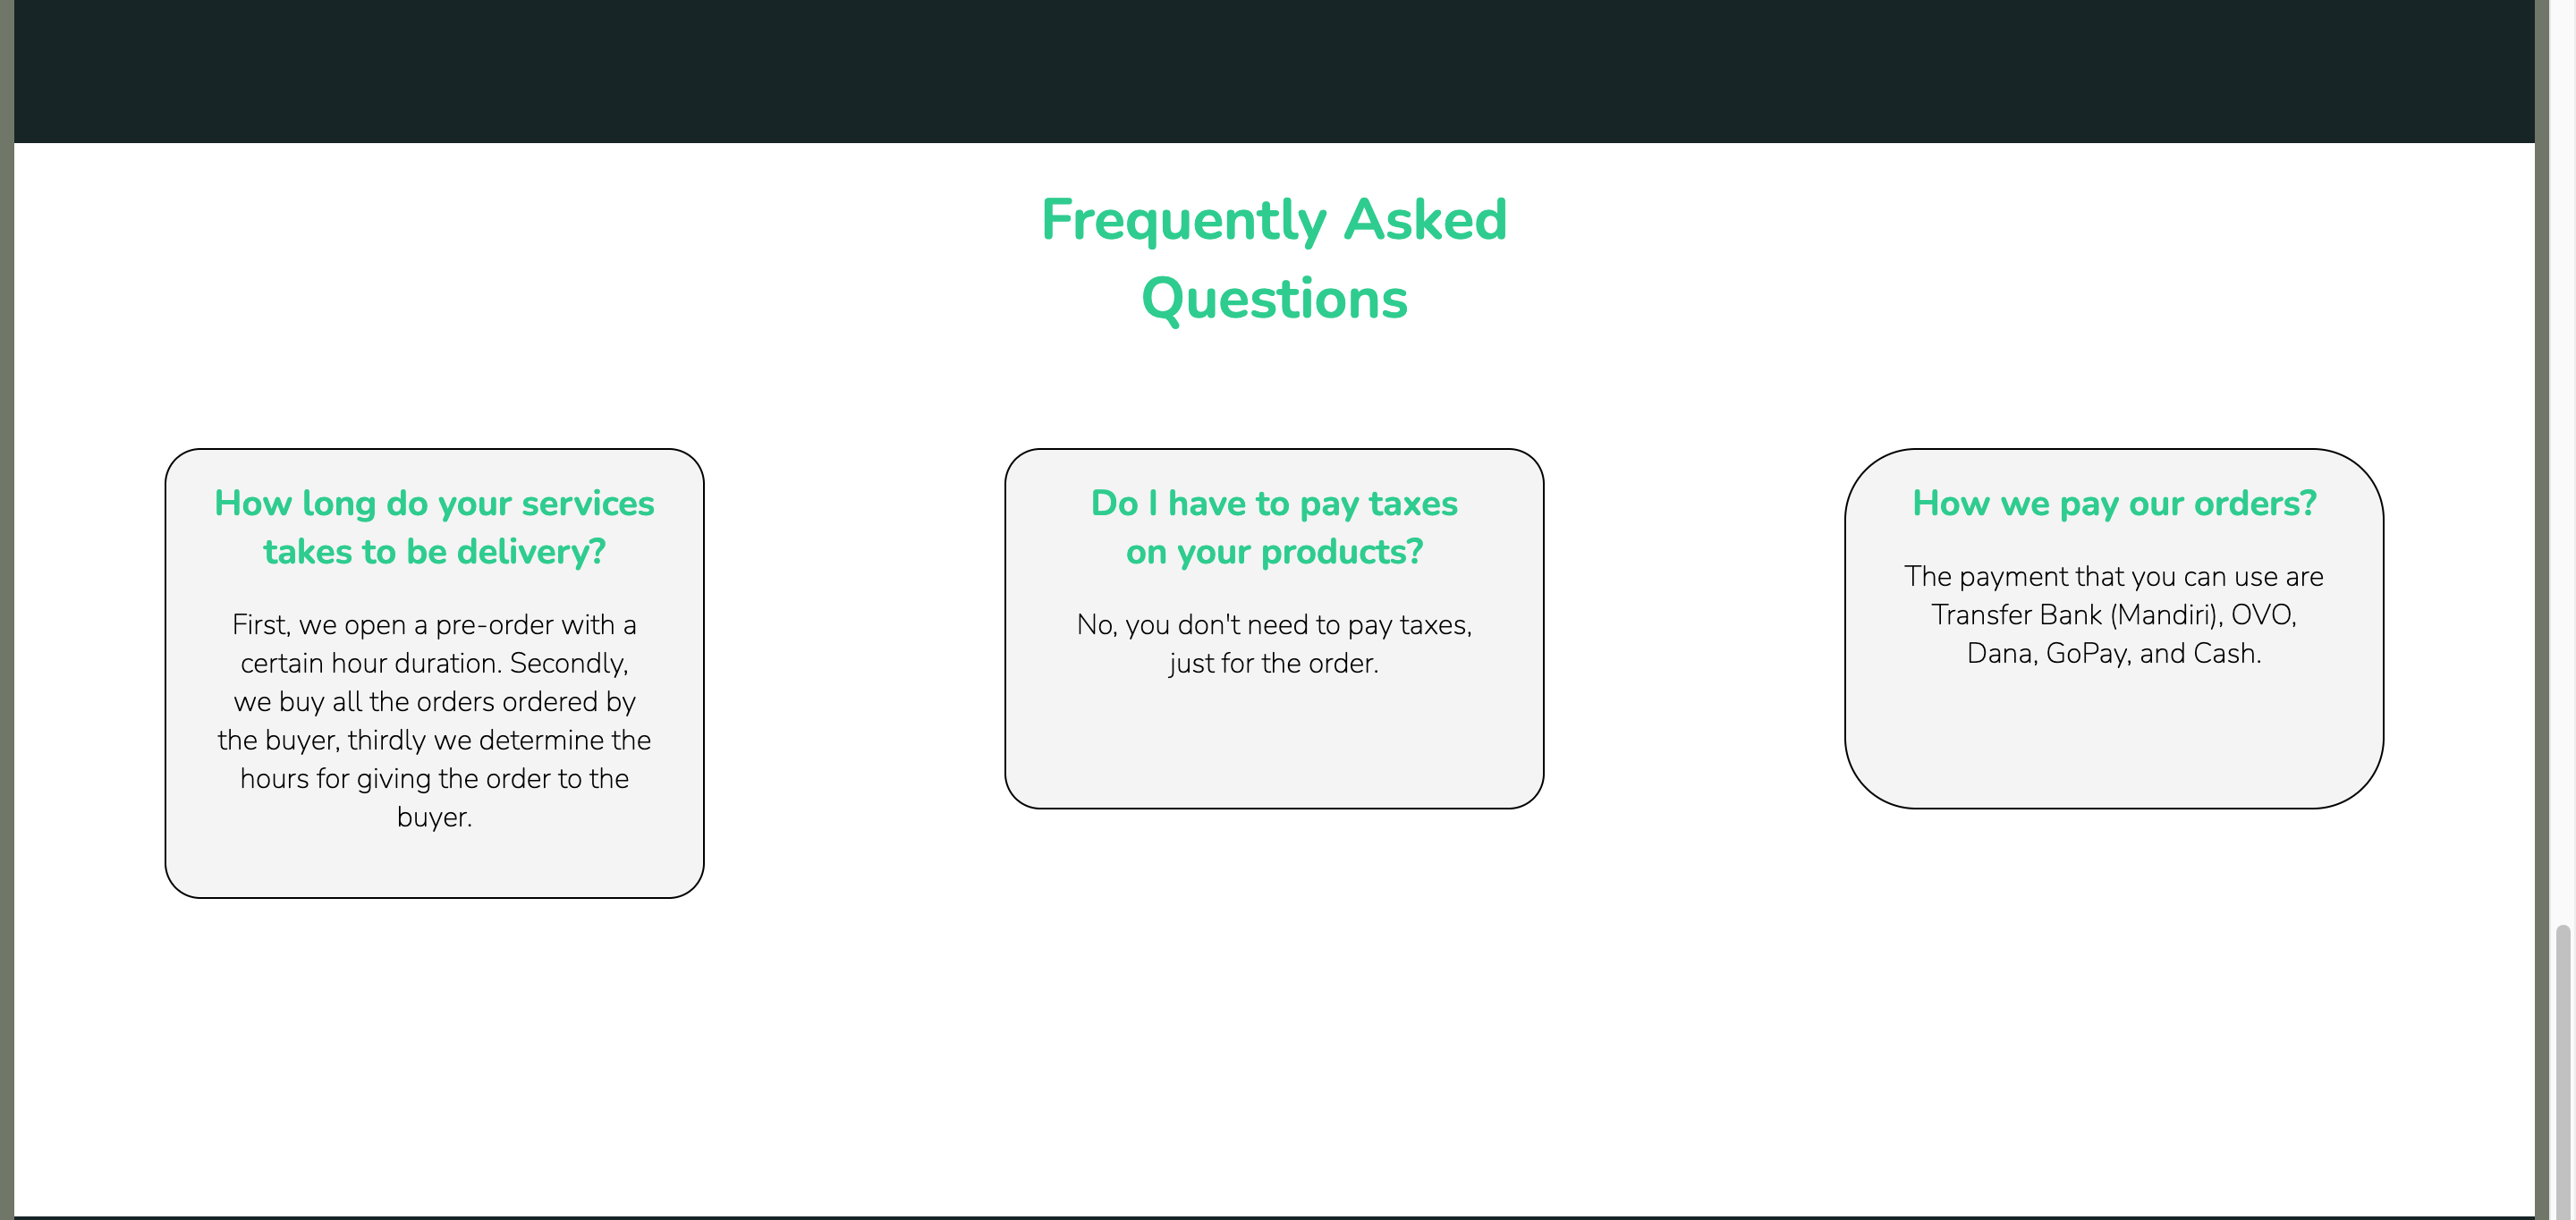 Frequently Asked
Questions
How long do your services
takes to be delivery?
First, we open a pre-order with a
certain hour duration. Secondly,
we buy all the orders ordered by
the buyer, thirdly we determine the
hours for giving the order to the
buyer.
Do I have to pay taxes
on your products?
No, you don't need to pay taxes,
just for the order.
How we pay our orders?
The payment that you can use are
Transfer Bank (Mandiri), OVO,
Dana, GoPay, and Cash.